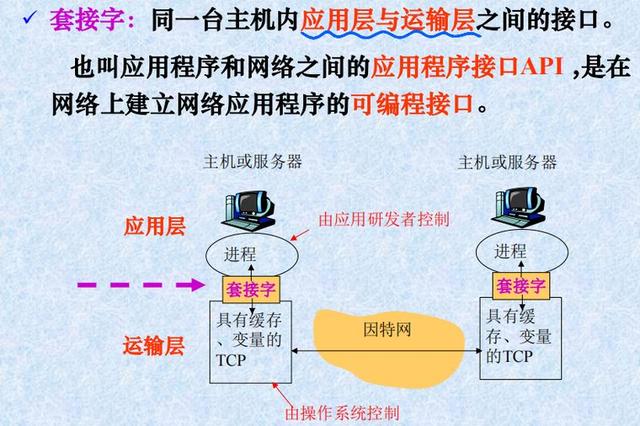 套接字：同一台主机内应用层与运输层之间的接口。
也叫应用程序和网络之间的应用程序接口API ,是在
网络上建立网络应用程序的可编程接口。
主机或服务器
主机或服务器
应用层
由应用研发者控制
进程
进程
套接字
套接字
运输层
具有缓存
、变量的
TCP
因特网
具有缓
存、变量
的TCP
由操作系统控制